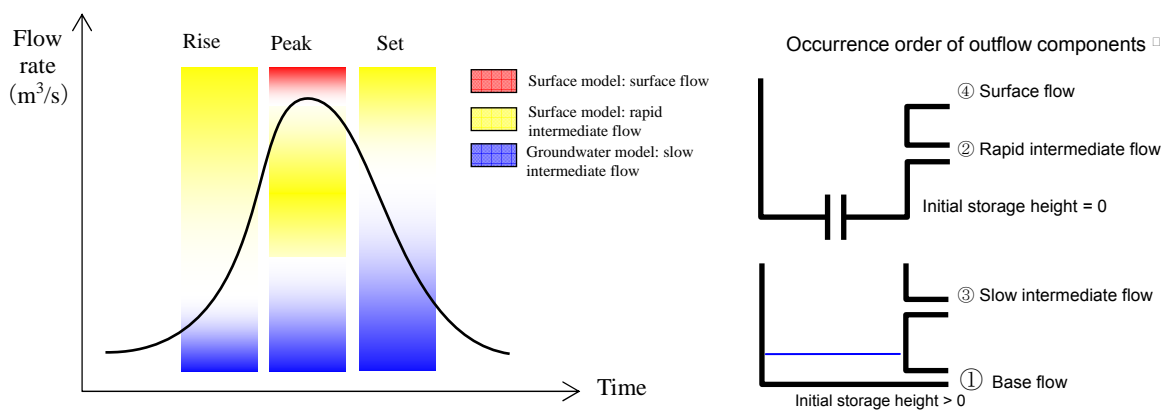 Flow
rate
(m³/s)
Rise
Peak
Set
Surface model: surface flow
Surface model: rapid
intermediate flow
Groundwater model: slow
intermediate flow
Time
Occurrence order of outflow components □
④ Surface flow
② Rapid intermediate flow
Initial storage height = 0
③ Slow intermediate flow
① Base flow
Initial storage height > 0